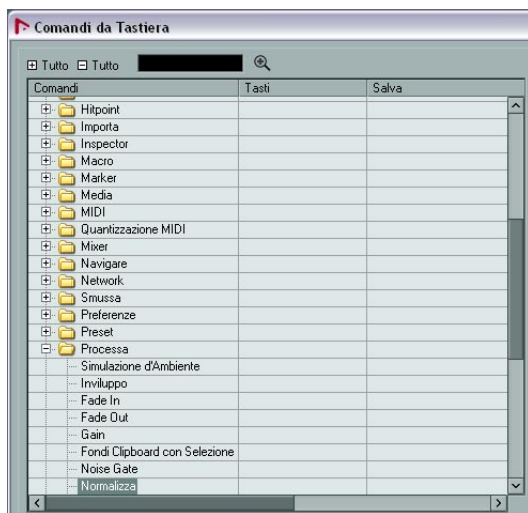 Comandi da Tastiera
Tutto Tutto
Comandi Tasti Salva
Hitpoint
Importa
Inspector
Macro
Marker
Media
MIDI
Quantizzazione MIDI
Mixer
Navigare
Network
Smussa
Preferenze
Preset
Processa
Simulazione d'Ambiente
Inviluppo
Fade In
Fade Out
Gain
Fondi Clipboard con Selezione
Noise Gate
Normalizza